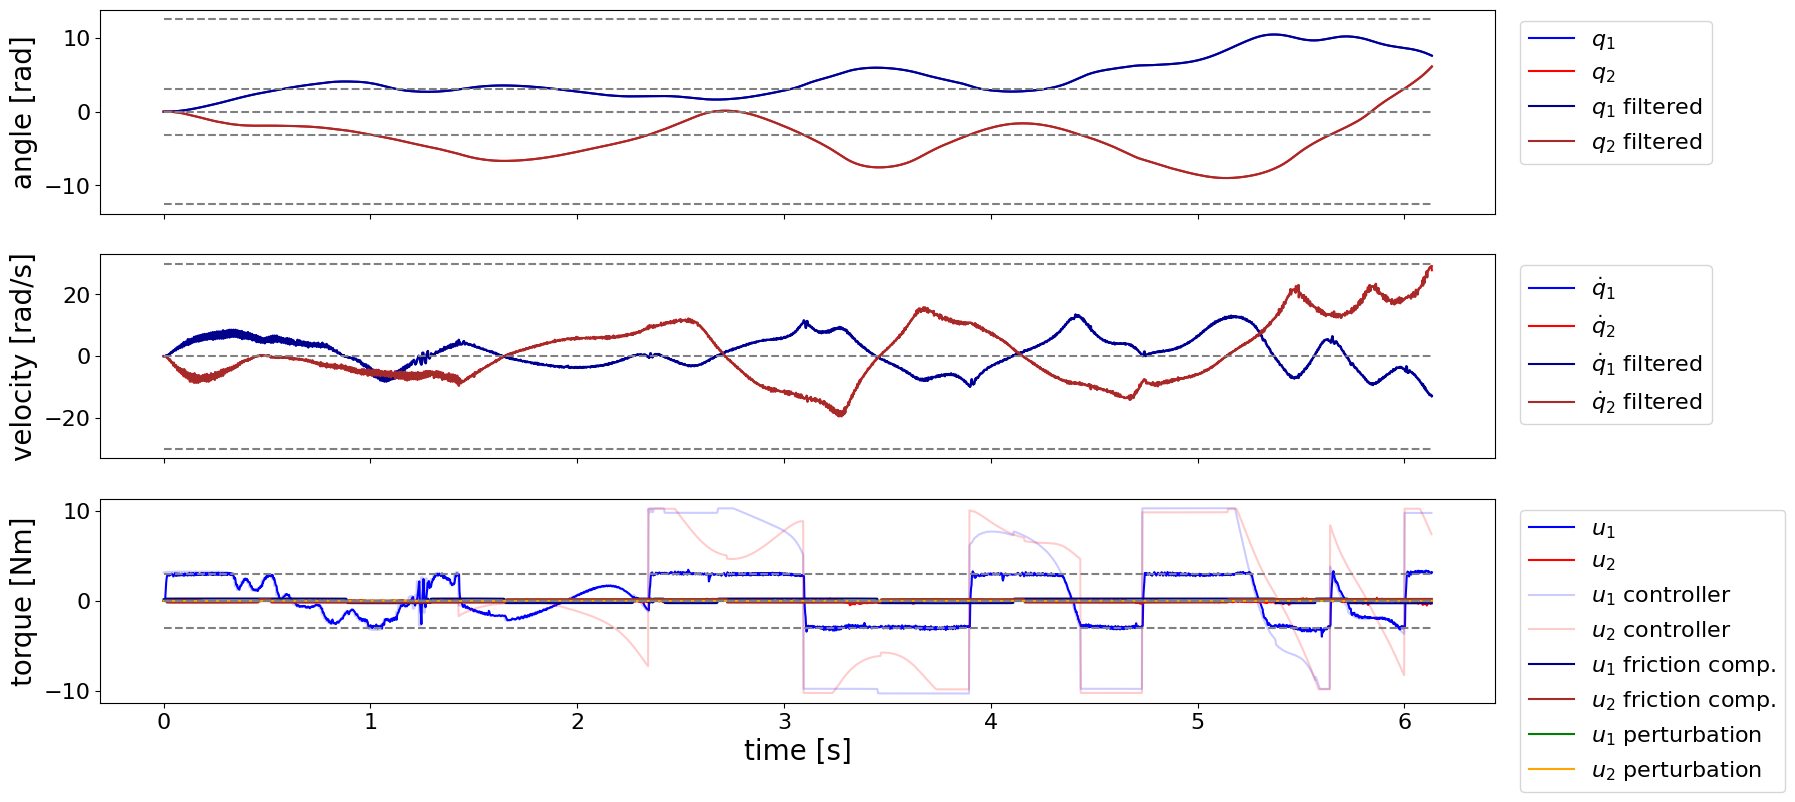 angle [rad]
10
0
−10
q₁
q₂
q₁ filtered
q₂ filtered
velocity [rad/s]
20
0
−20
q̇₁
q̇₂
q̇₁ filtered
q̇₂ filtered
torque [Nm]
10
0
−10
0 1 2 3 4 5 6
time [s]
u₁
u₂
u₁ controller
u₂ controller
u₁ friction comp.
u₂ friction comp.
u₁ perturbation
u₂ perturbation